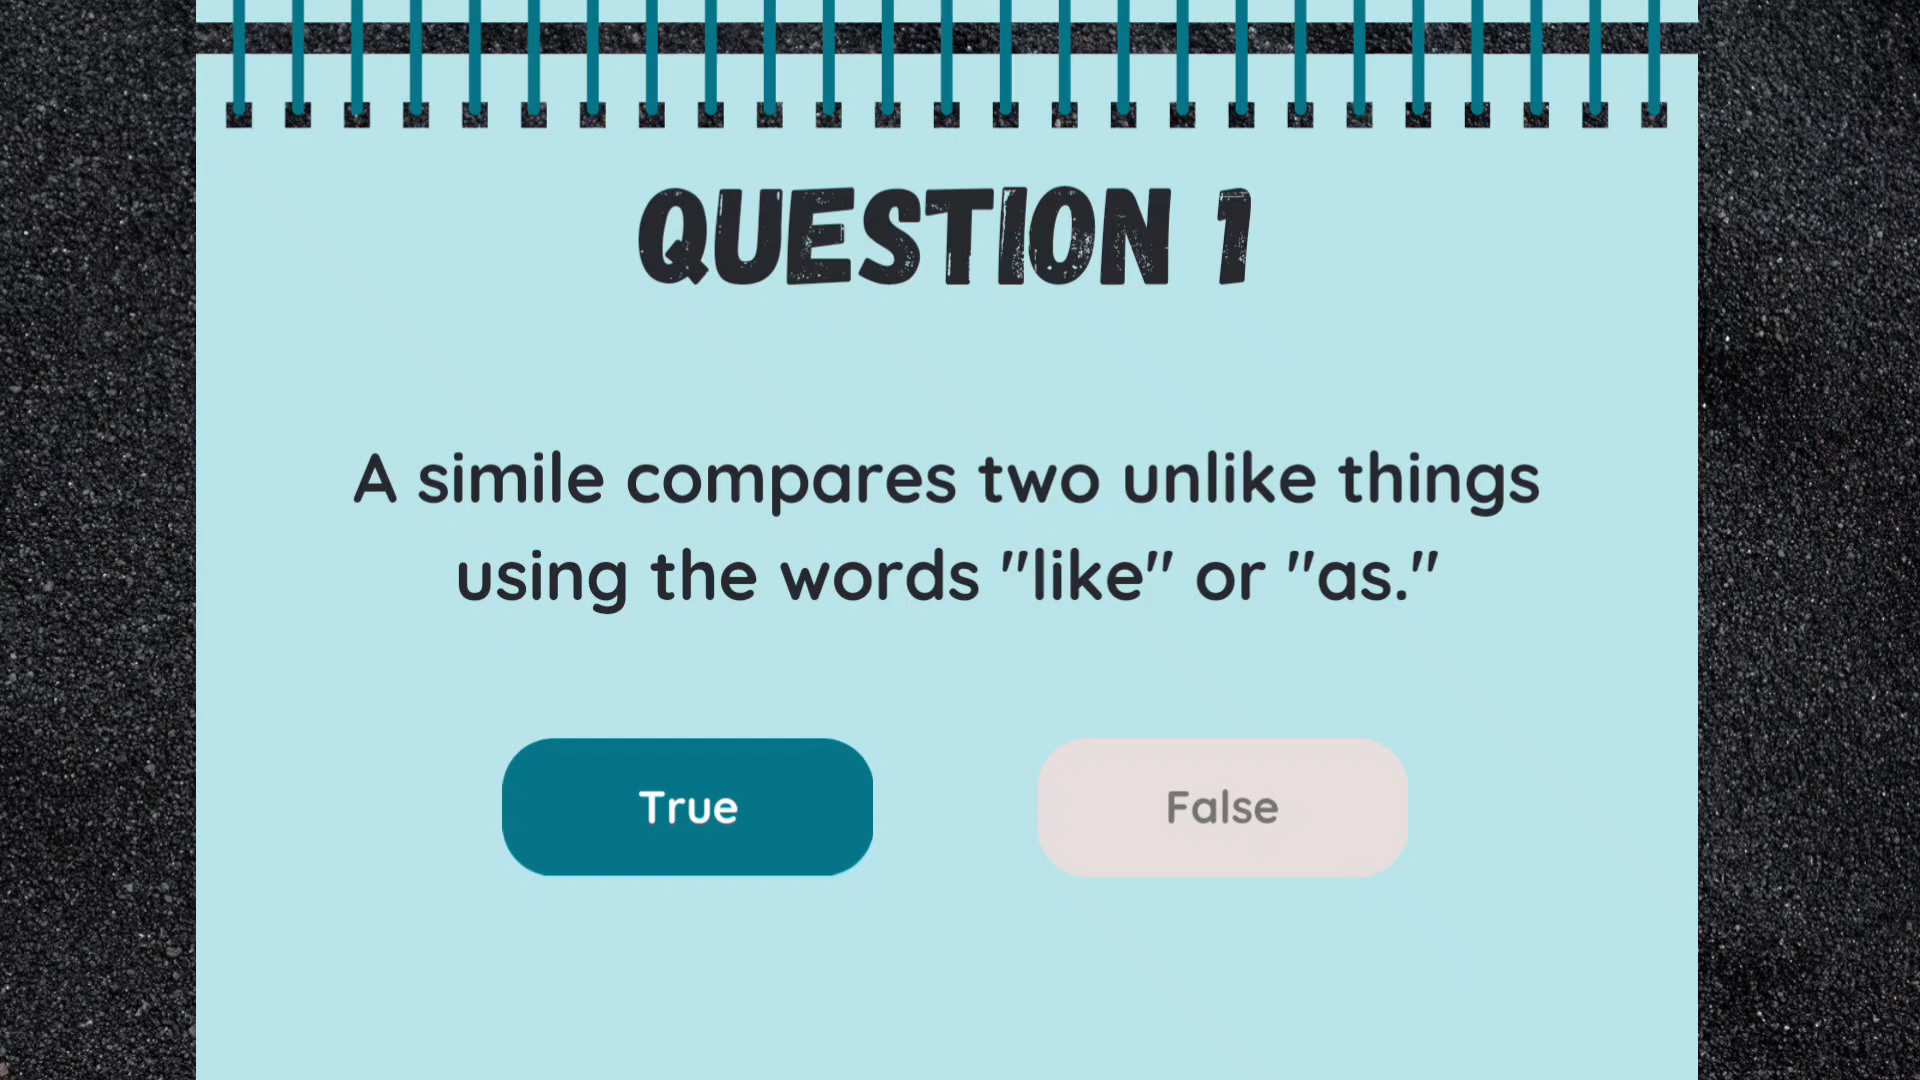 QUESTION 1
A simile compares two unlike things
using the words "like" or "as."
True
False